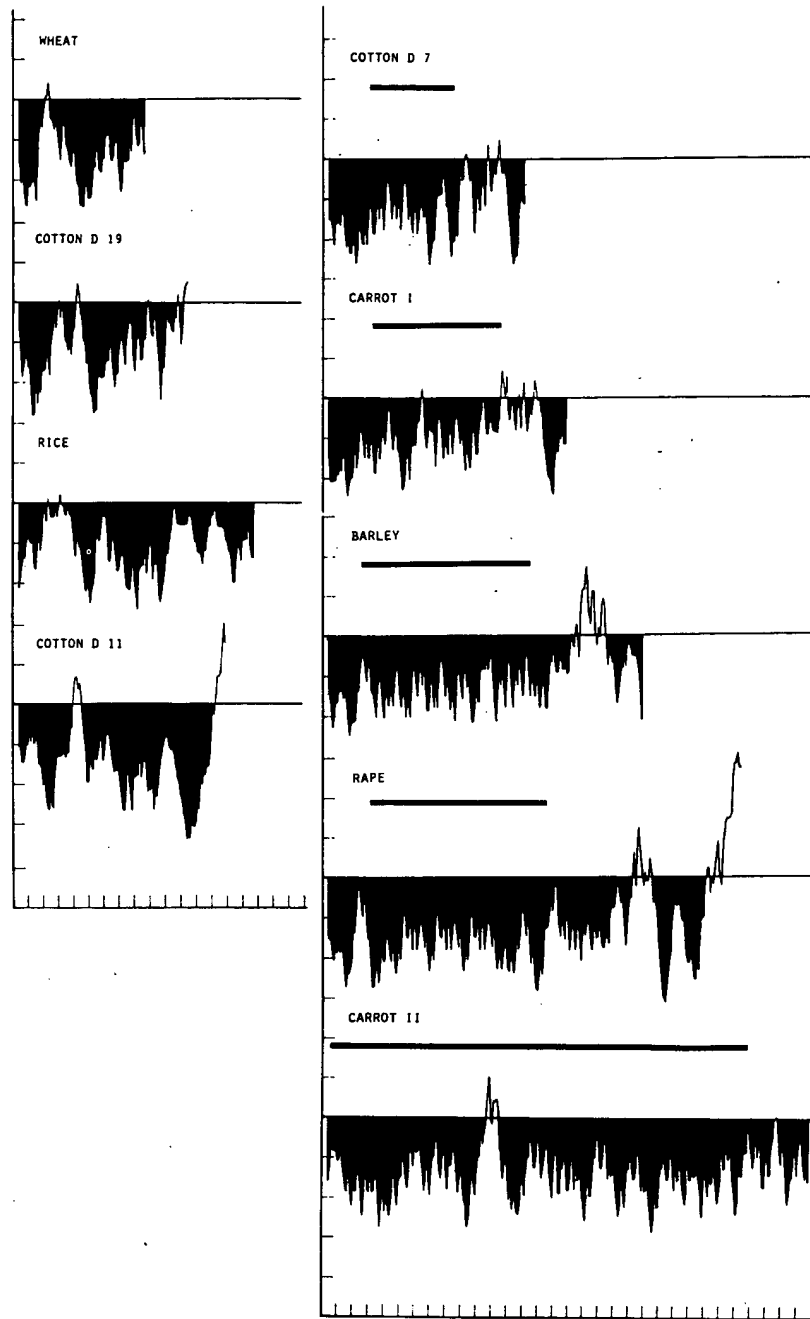 WHEAT
COTTON D 19
RICE
COTTON D 11
COTTON D 7
CARROT I
BARLEY
RAPE
CARROT II